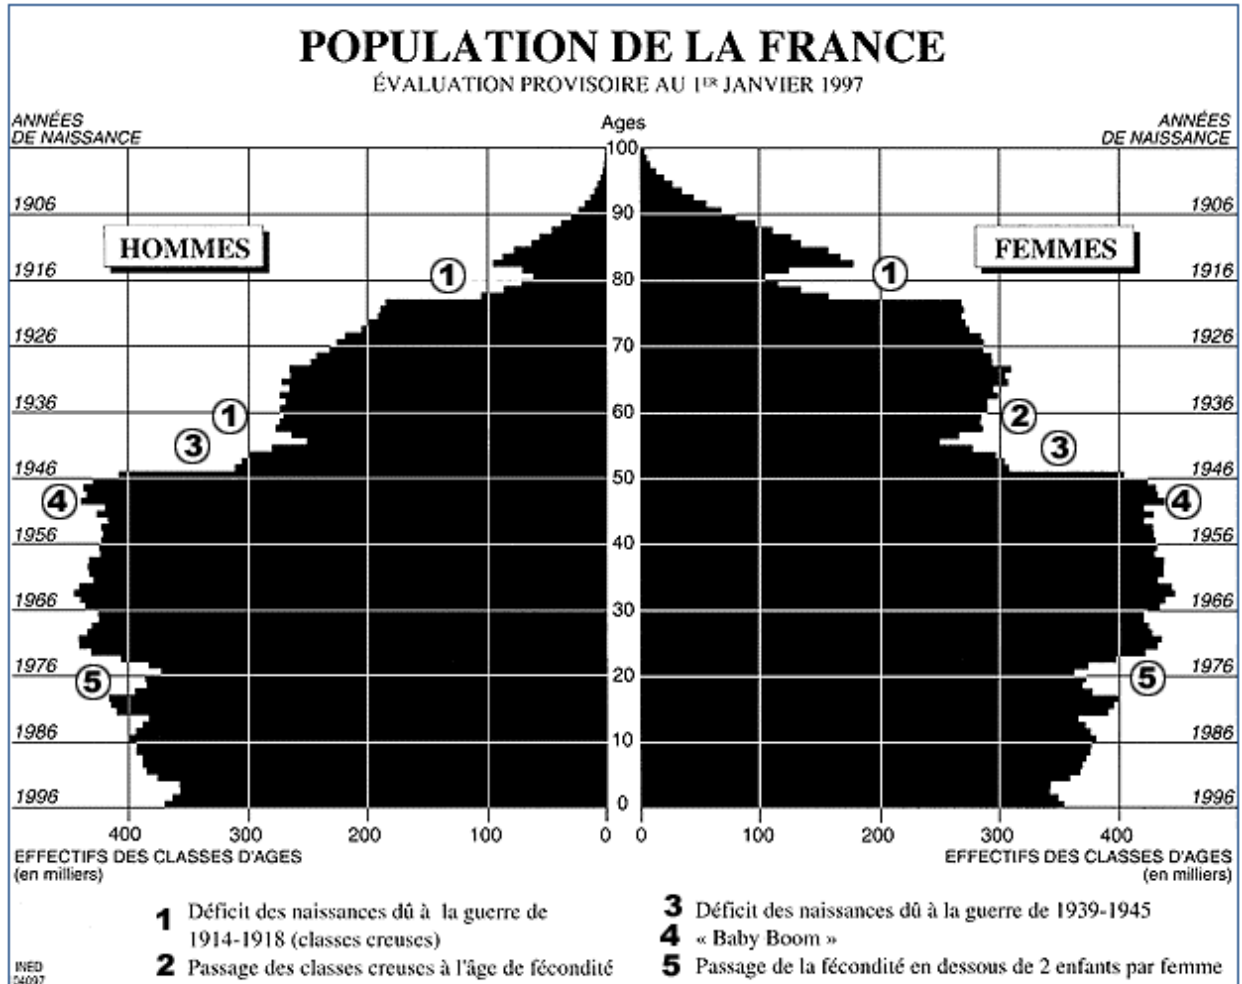 POPULATION DE LA FRANCE
ÉVALUATION PROVISOIRE AU 1ER JANVIER 1997
ANNÉES
DE NAISSANCE
Ages
ANNÉES
DE NAISSANCE
100
1906
90
1906
HOMMES
FEMMES
1916
1
80
1
1916
1926
70
1926
1936
1
60
2
1936
3
3
1946
50
1946
4
4
1956
40
1956
1966
30
1966
1976
5
20
5
1976
1986
10
1986
1996
0
1996
400 300 200 100 0 0 100 200 300 400
EFFECTIFS DES CLASSES D'AGES
(en milliers)
EFFECTIFS DES CLASSES D'AGES
(en milliers)
1 Déficit des naissances dû à la guerre de
1914-1918 (classes creuses)
2 Passage des classes creuses à l'âge de fécondité
3 Déficit des naissances dû à la guerre de 1939-1945
4 « Baby Boom »
5 Passage de la fécondité en dessous de 2 enfants par femme
INED